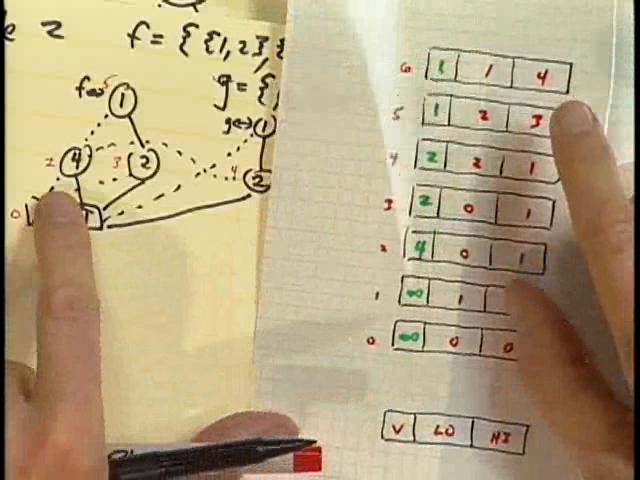 2 f = { {1, 2}, {
g = {
f
1
g
1
4
2
2
3
2
4
0
6 1 1 4
5 1 2 3
4 2 2 1
3 2 0 1
2 4 0 1
1 ∞ 1
0 ∞ 0 0
V LO HI